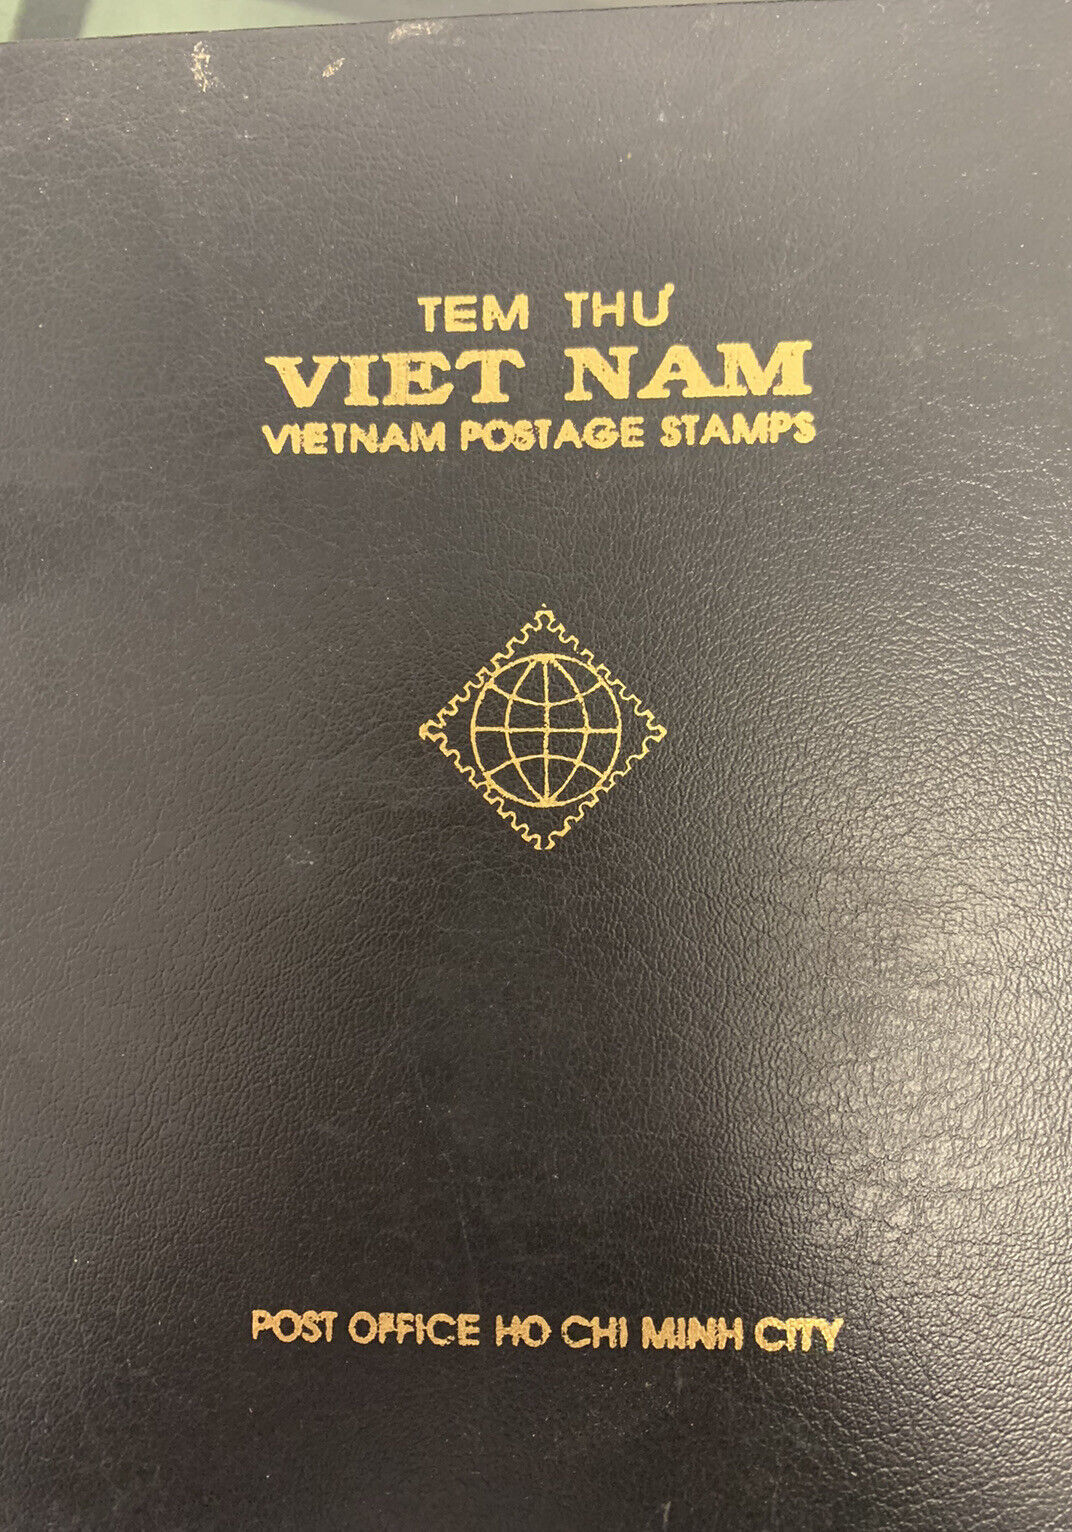 TEM THƯ
VIET NAM
VIETNAM POSTAGE STAMPS
POST OFFICE HO CHI MINH CITY